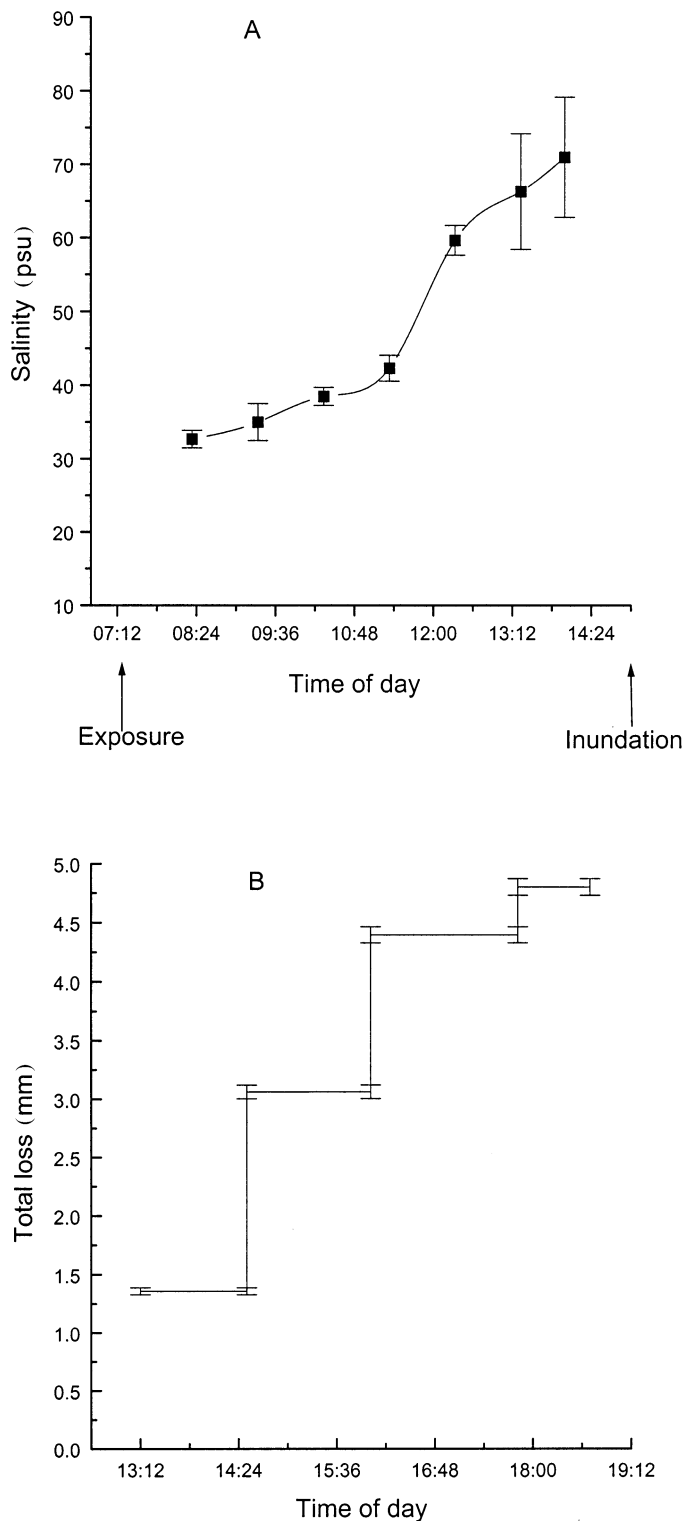 A
90
80
70
60
50
40
30
20
10
Salinity (psu)
07:12 08:24 09:36 10:48 12:00 13:12 14:24
Time of day
Exposure
Inundation
B
5.0
4.5
4.0
3.5
3.0
2.5
2.0
1.5
1.0
0.5
0.0
Total loss (mm)
13:12 14:24 15:36 16:48 18:00 19:12
Time of day